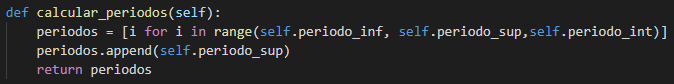 def calcular_periodos(self):
    periodos = [i for i in range(self.periodo_inf, self.periodo_sup,self.periodo_int)]
    periodos.append(self.periodo_sup)
    return periodos